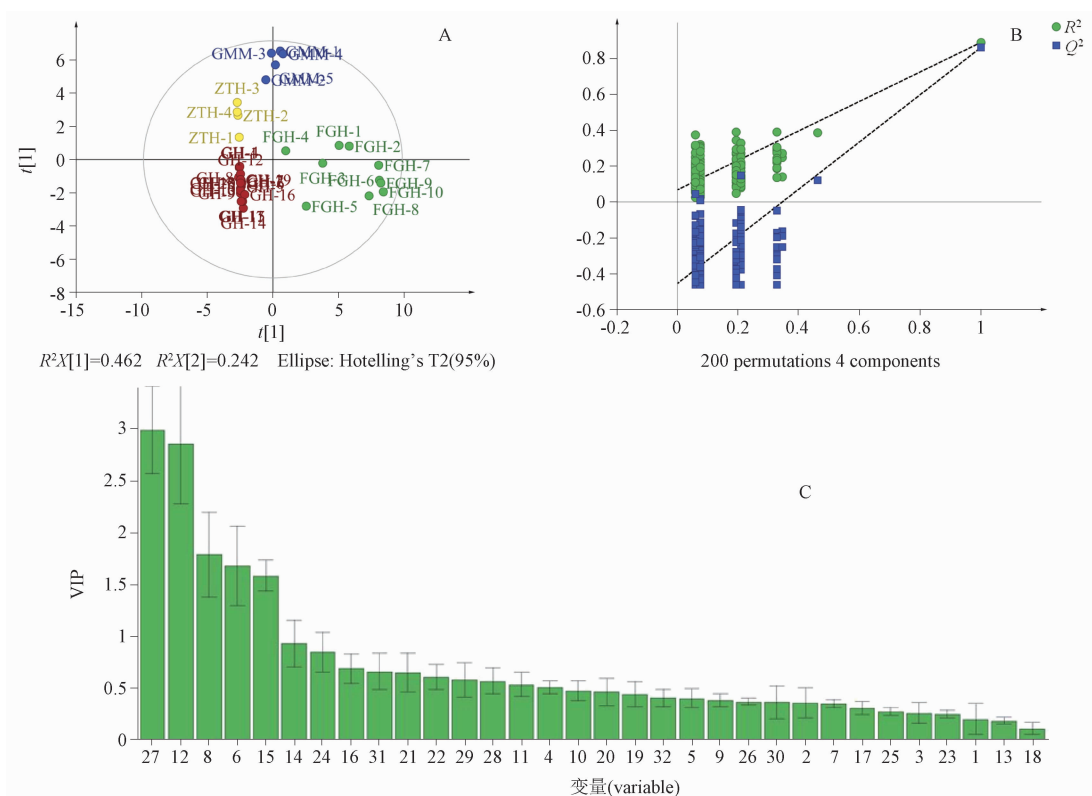 A
6
4
2
0
-2
-4
-6
-8
-15
-10
-5
0
5
10
t[1]
t[1]
GMM-3
GMM-1
GMM-4
GMM-5
GMM-2
ZTH-3
ZTH-4
ZTH-2
ZTH-1
FGH-4
FGH-1
FGH-2
FGH-7
FGH-3
FGH-6
FGH-9
FGH-10
FGH-5
FGH-8
GH-12
GH-16
GH-14
R²X[1]=0.462 R²X[2]=0.242 Ellipse: Hotelling's T2(95%)
B
R²
Q²
0.8
0.6
0.4
0.2
0
-0.2
-0.4
-0.6
-0.2
0
0.2
0.4
0.6
0.8
1
200 permutations 4 components
C
VIP
3
2.5
2
1.5
1
0.5
0
27 12 8 6 15 14 24 16 31 21 22 29 28 11 4 10 20 19 32 5 9 26 30 2 7 17 25 3 23 1 13 18
变量(variable)